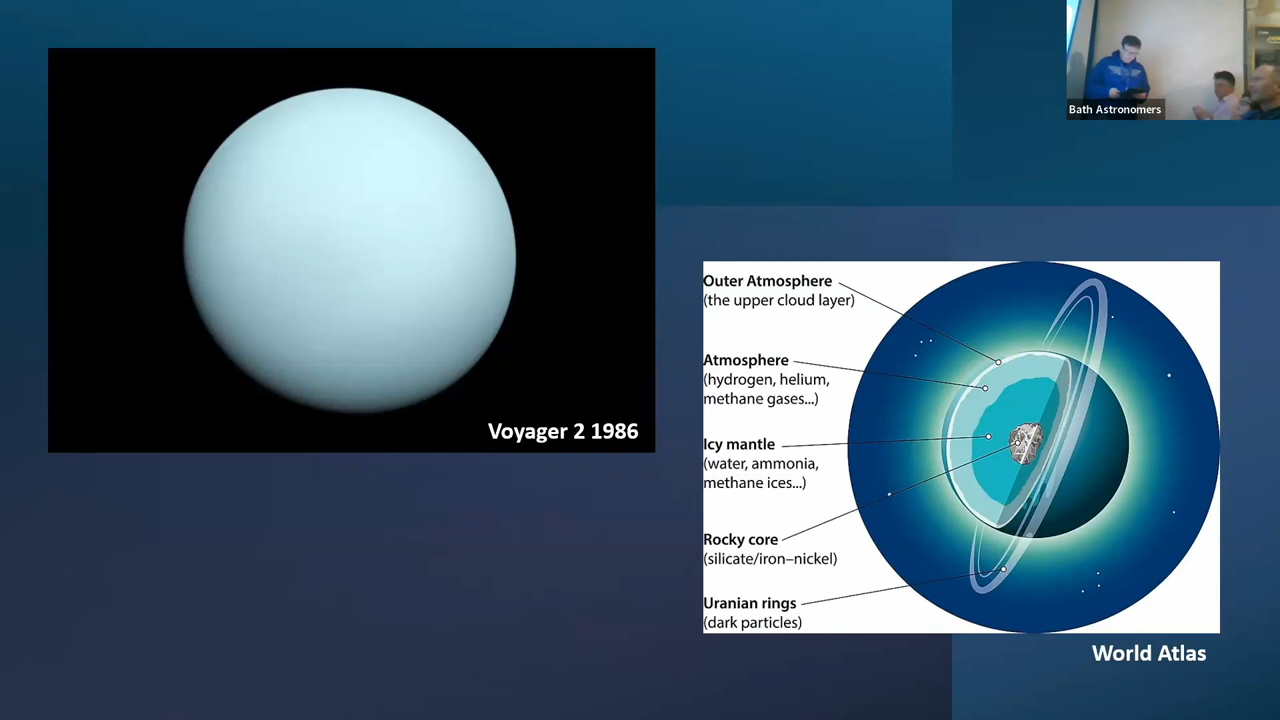 Bath Astronomers
Voyager 2 1986
Outer Atmosphere
(the upper cloud layer)
Atmosphere
(hydrogen, helium,
methane gases...)
Icy mantle
(water, ammonia,
methane ices...)
Rocky core
(silicate/iron–nickel)
Uranian rings
(dark particles)
World Atlas